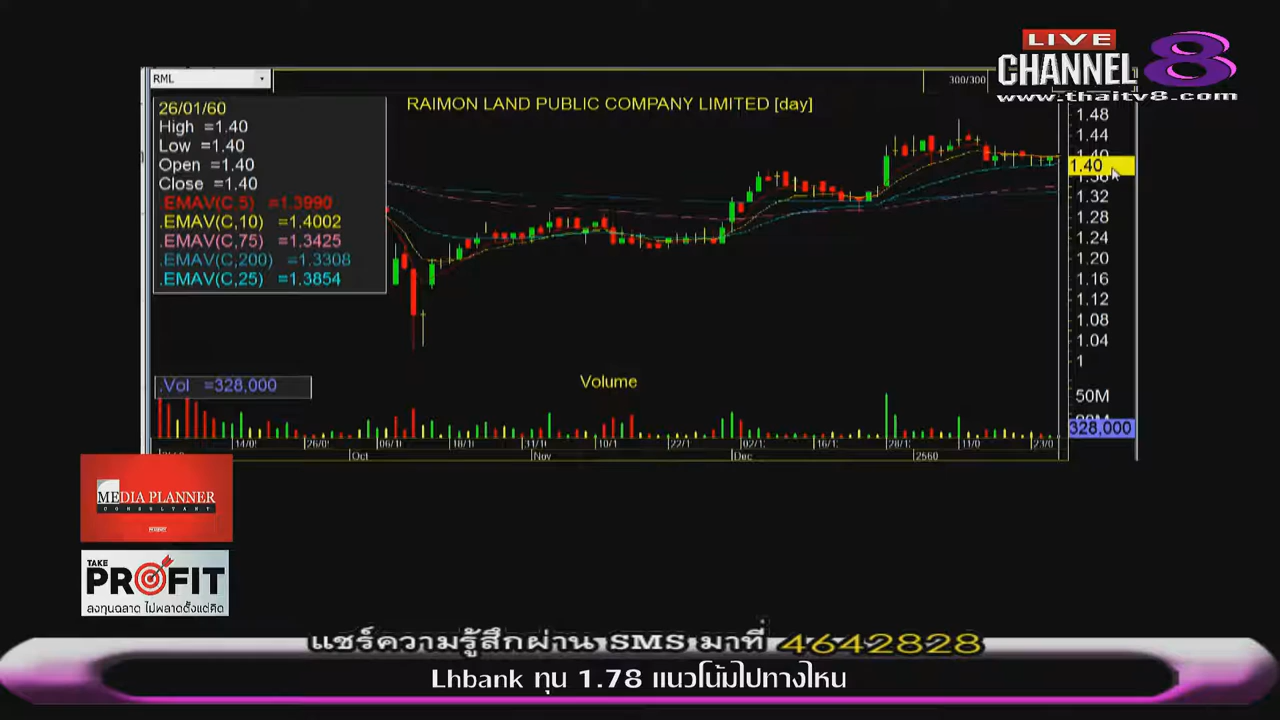 LIVE
CHANNEL 8
www.thaitv8.com
RML
300/300
RAIMON LAND PUBLIC COMPANY LIMITED [day]
26/01/60
High =1.40
Low =1.40
Open =1.40
Close =1.40
.EMAV(C,5) =1.3990
.EMAV(C,10) =1.4002
.EMAV(C,75) =1.3425
.EMAV(C,200) =1.3308
.EMAV(C,25) =1.3854
1.48
1.44
1.40
1.40
1.36
1.32
1.28
1.24
1.20
1.16
1.12
1.08
1.04
1
.Vol =328,000
Volume
50M
328,000
Oct
Nov
Dec
2560
MEDIA PLANNER
CONSULTANT
TAKE
PROFIT
ลงทุนฉลาด ไม่พลาดตั้งแต่คิด
แชร์ความรู้สึกผ่าน SMS มาที่ 4642828
Lhbank ทุน 1.78 แนวโน้มไปทางไหน